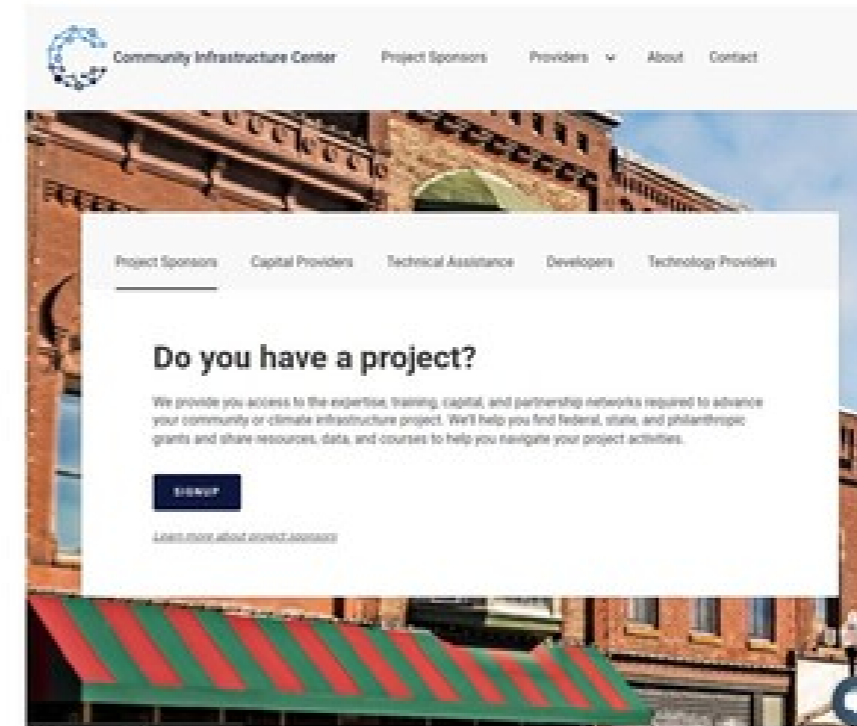 Community Infrastructure Center Project Sponsors Providers About Contact
Project Sponsors Capital Providers Technical Assistance Developers Technology Providers
Do you have a project?
We provide you access to the expertise, training, capital, and partnership networks required to advance
your community or climate infrastructure project. We'll help you find federal, state, and philanthropic
grants and share resources, data, and courses to help you navigate your project activities.
SIGNUP
Learn more about project sponsors